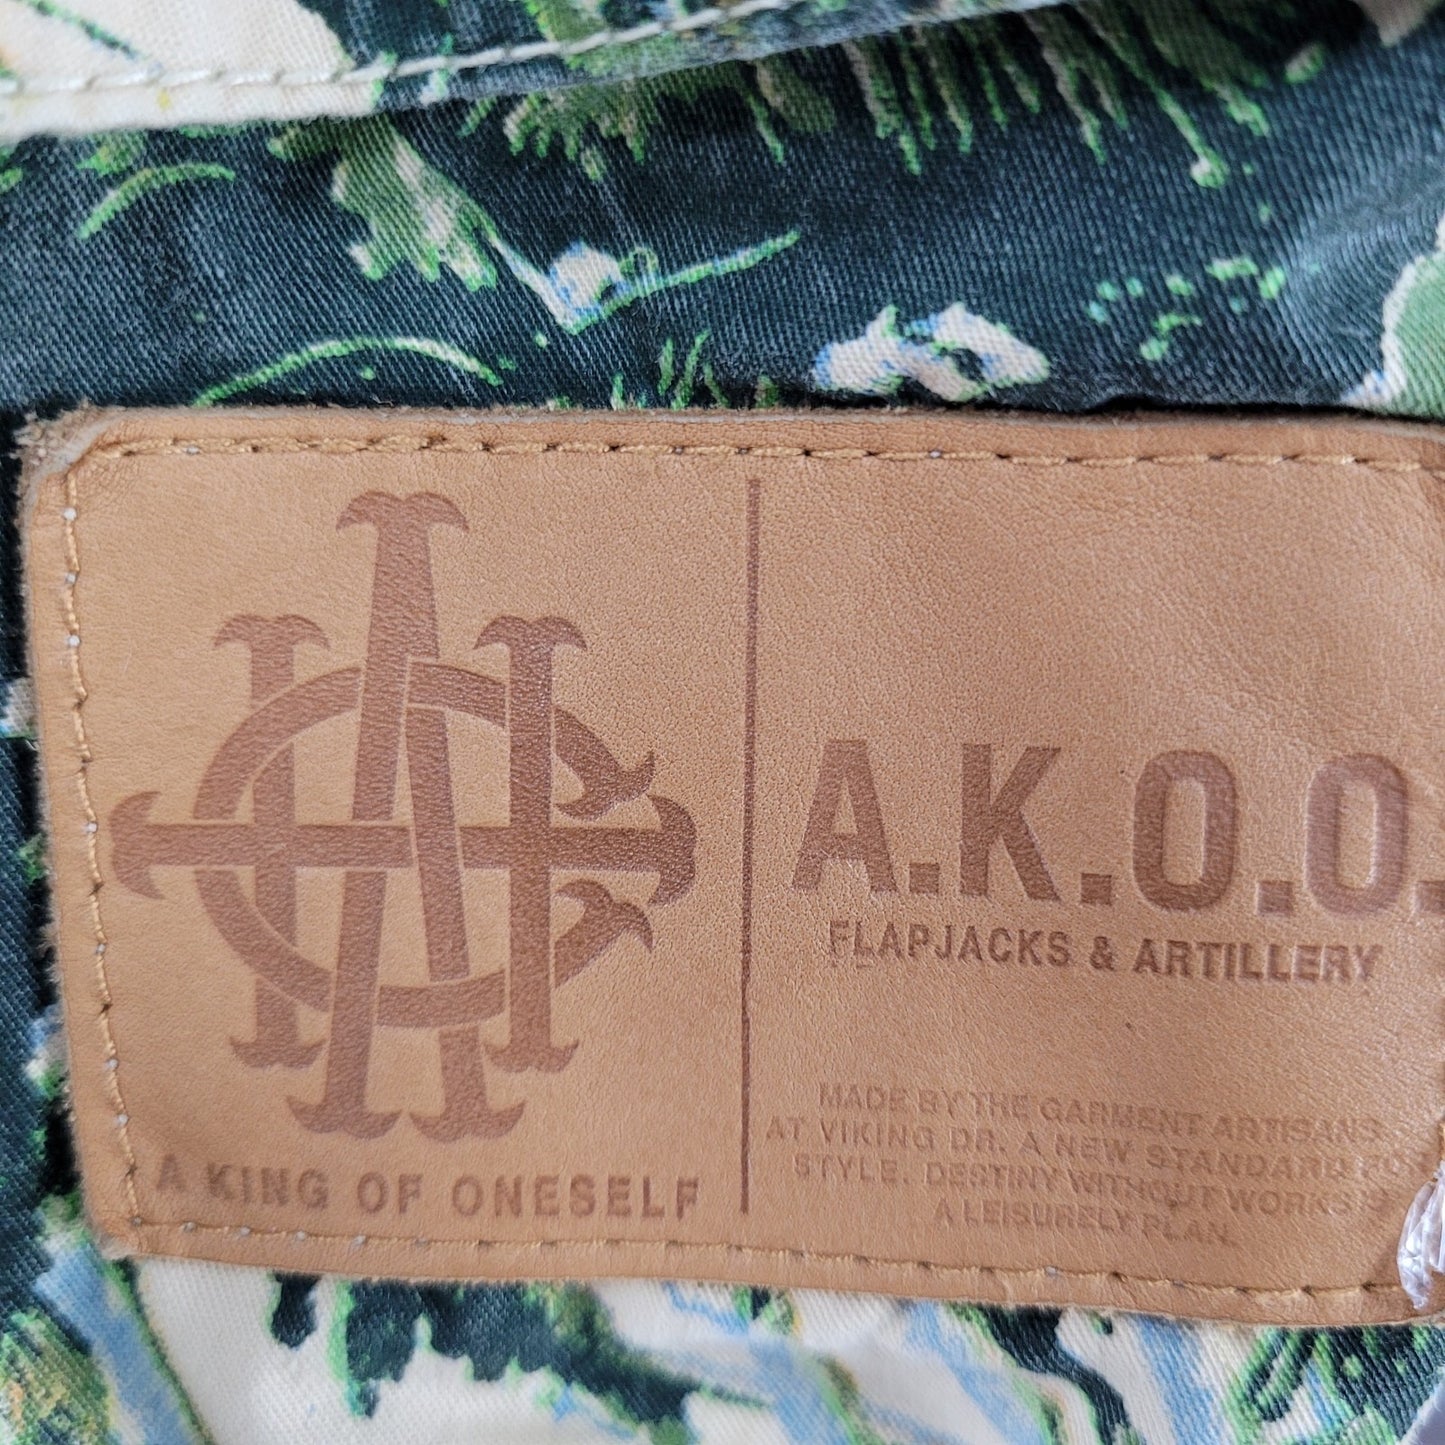 A KING OF ONESELF
A.K.O.O.
FLAPJACKS & ARTILLERY
MADE BY THE GARMENT ARTISANS
AT VIKING DR. A NEW STANDARD FOR
STYLE. DESTINY WITHOUT WORKS IS
A LEISURELY PLAN.